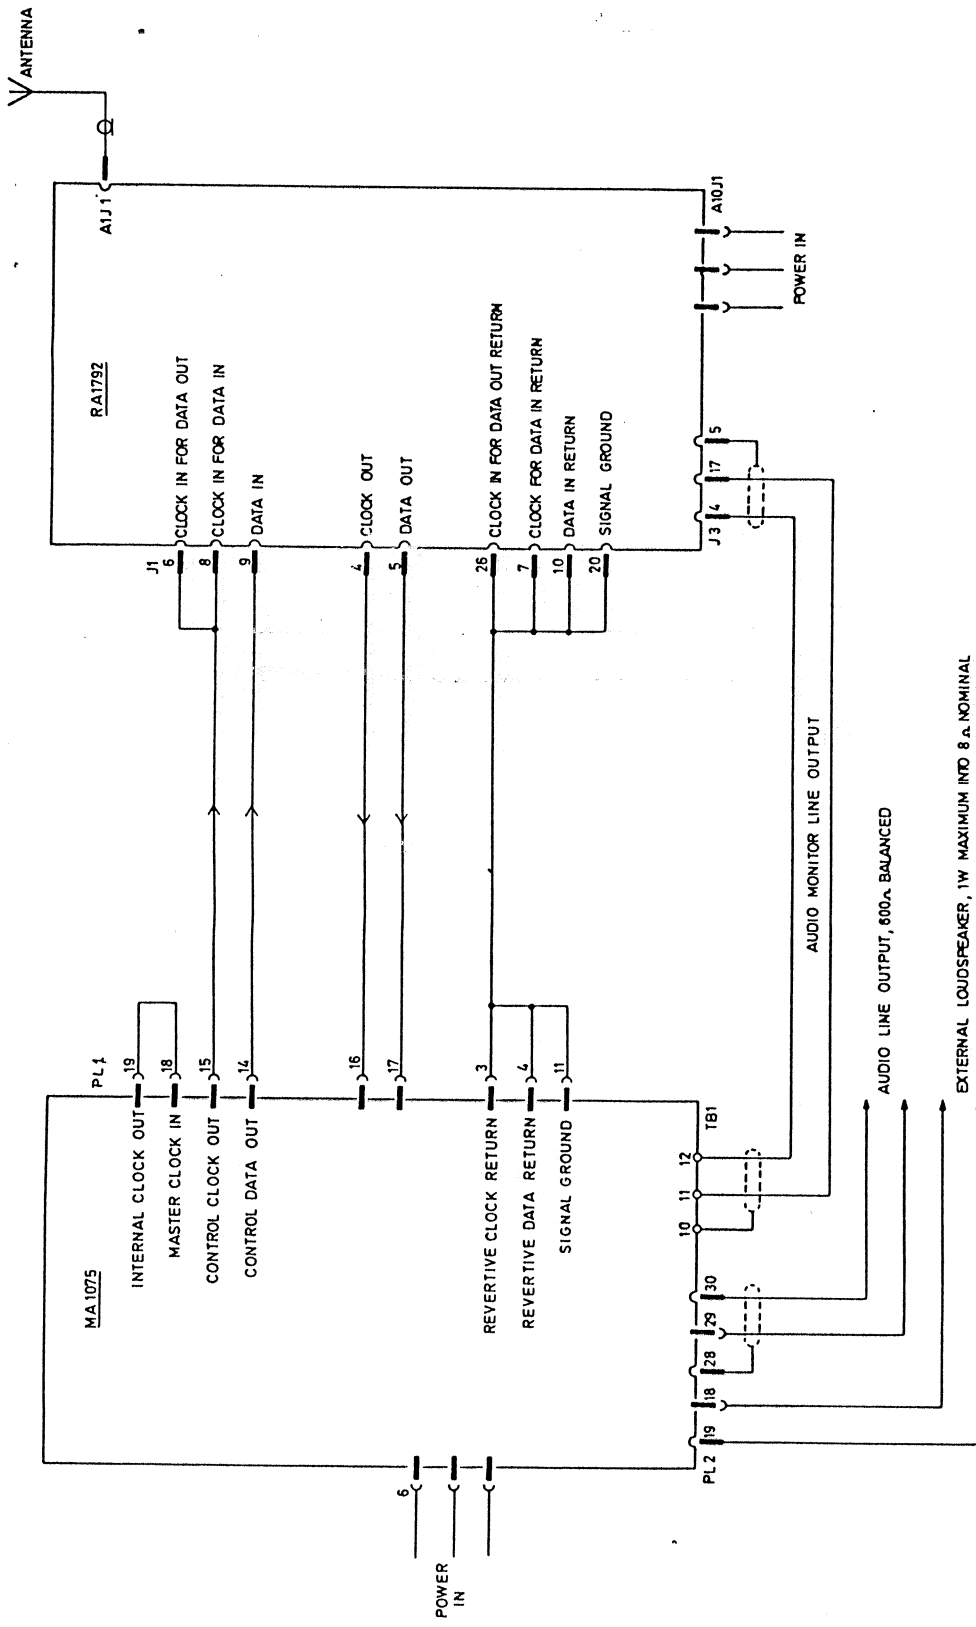 MA1075
PL1
INTERNAL CLOCK OUT 19
MASTER CLOCK IN 18
CONTROL CLOCK OUT 15
CONTROL DATA OUT 14
16
17
REVERTIVE CLOCK RETURN 3
REVERTIVE DATA RETURN 4
SIGNAL GROUND 11
6
POWER
IN
PL2
19
18
28
29
30
10
11
12
TB1
RA1792
J1
6 CLOCK IN FOR DATA OUT
8 CLOCK IN FOR DATA IN
9 DATA IN
4 CLOCK OUT
5 DATA OUT
26 CLOCK IN FOR DATA OUT RETURN
7 CLOCK FOR DATA IN RETURN
10 DATA IN RETURN
20 SIGNAL GROUND
J3
4
17
5
A1J1
ANTENNA
A10J1
POWER IN
AUDIO MONITOR LINE OUTPUT
AUDIO LINE OUTPUT, 600Ω BALANCED
EXTERNAL LOUDSPEAKER, 1W MAXIMUM INTO 8Ω NOMINAL